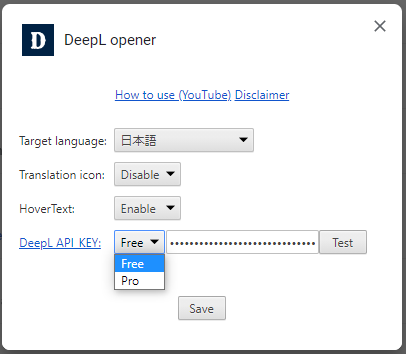 D DeepL opener
How to use (YouTube) Disclaimer
Target language: 日本語
Translation icon: Disable
HoverText: Enable
DeepL API KEY: Free •••••••••••••••••••••••••••••• Test
Free
Pro
Save